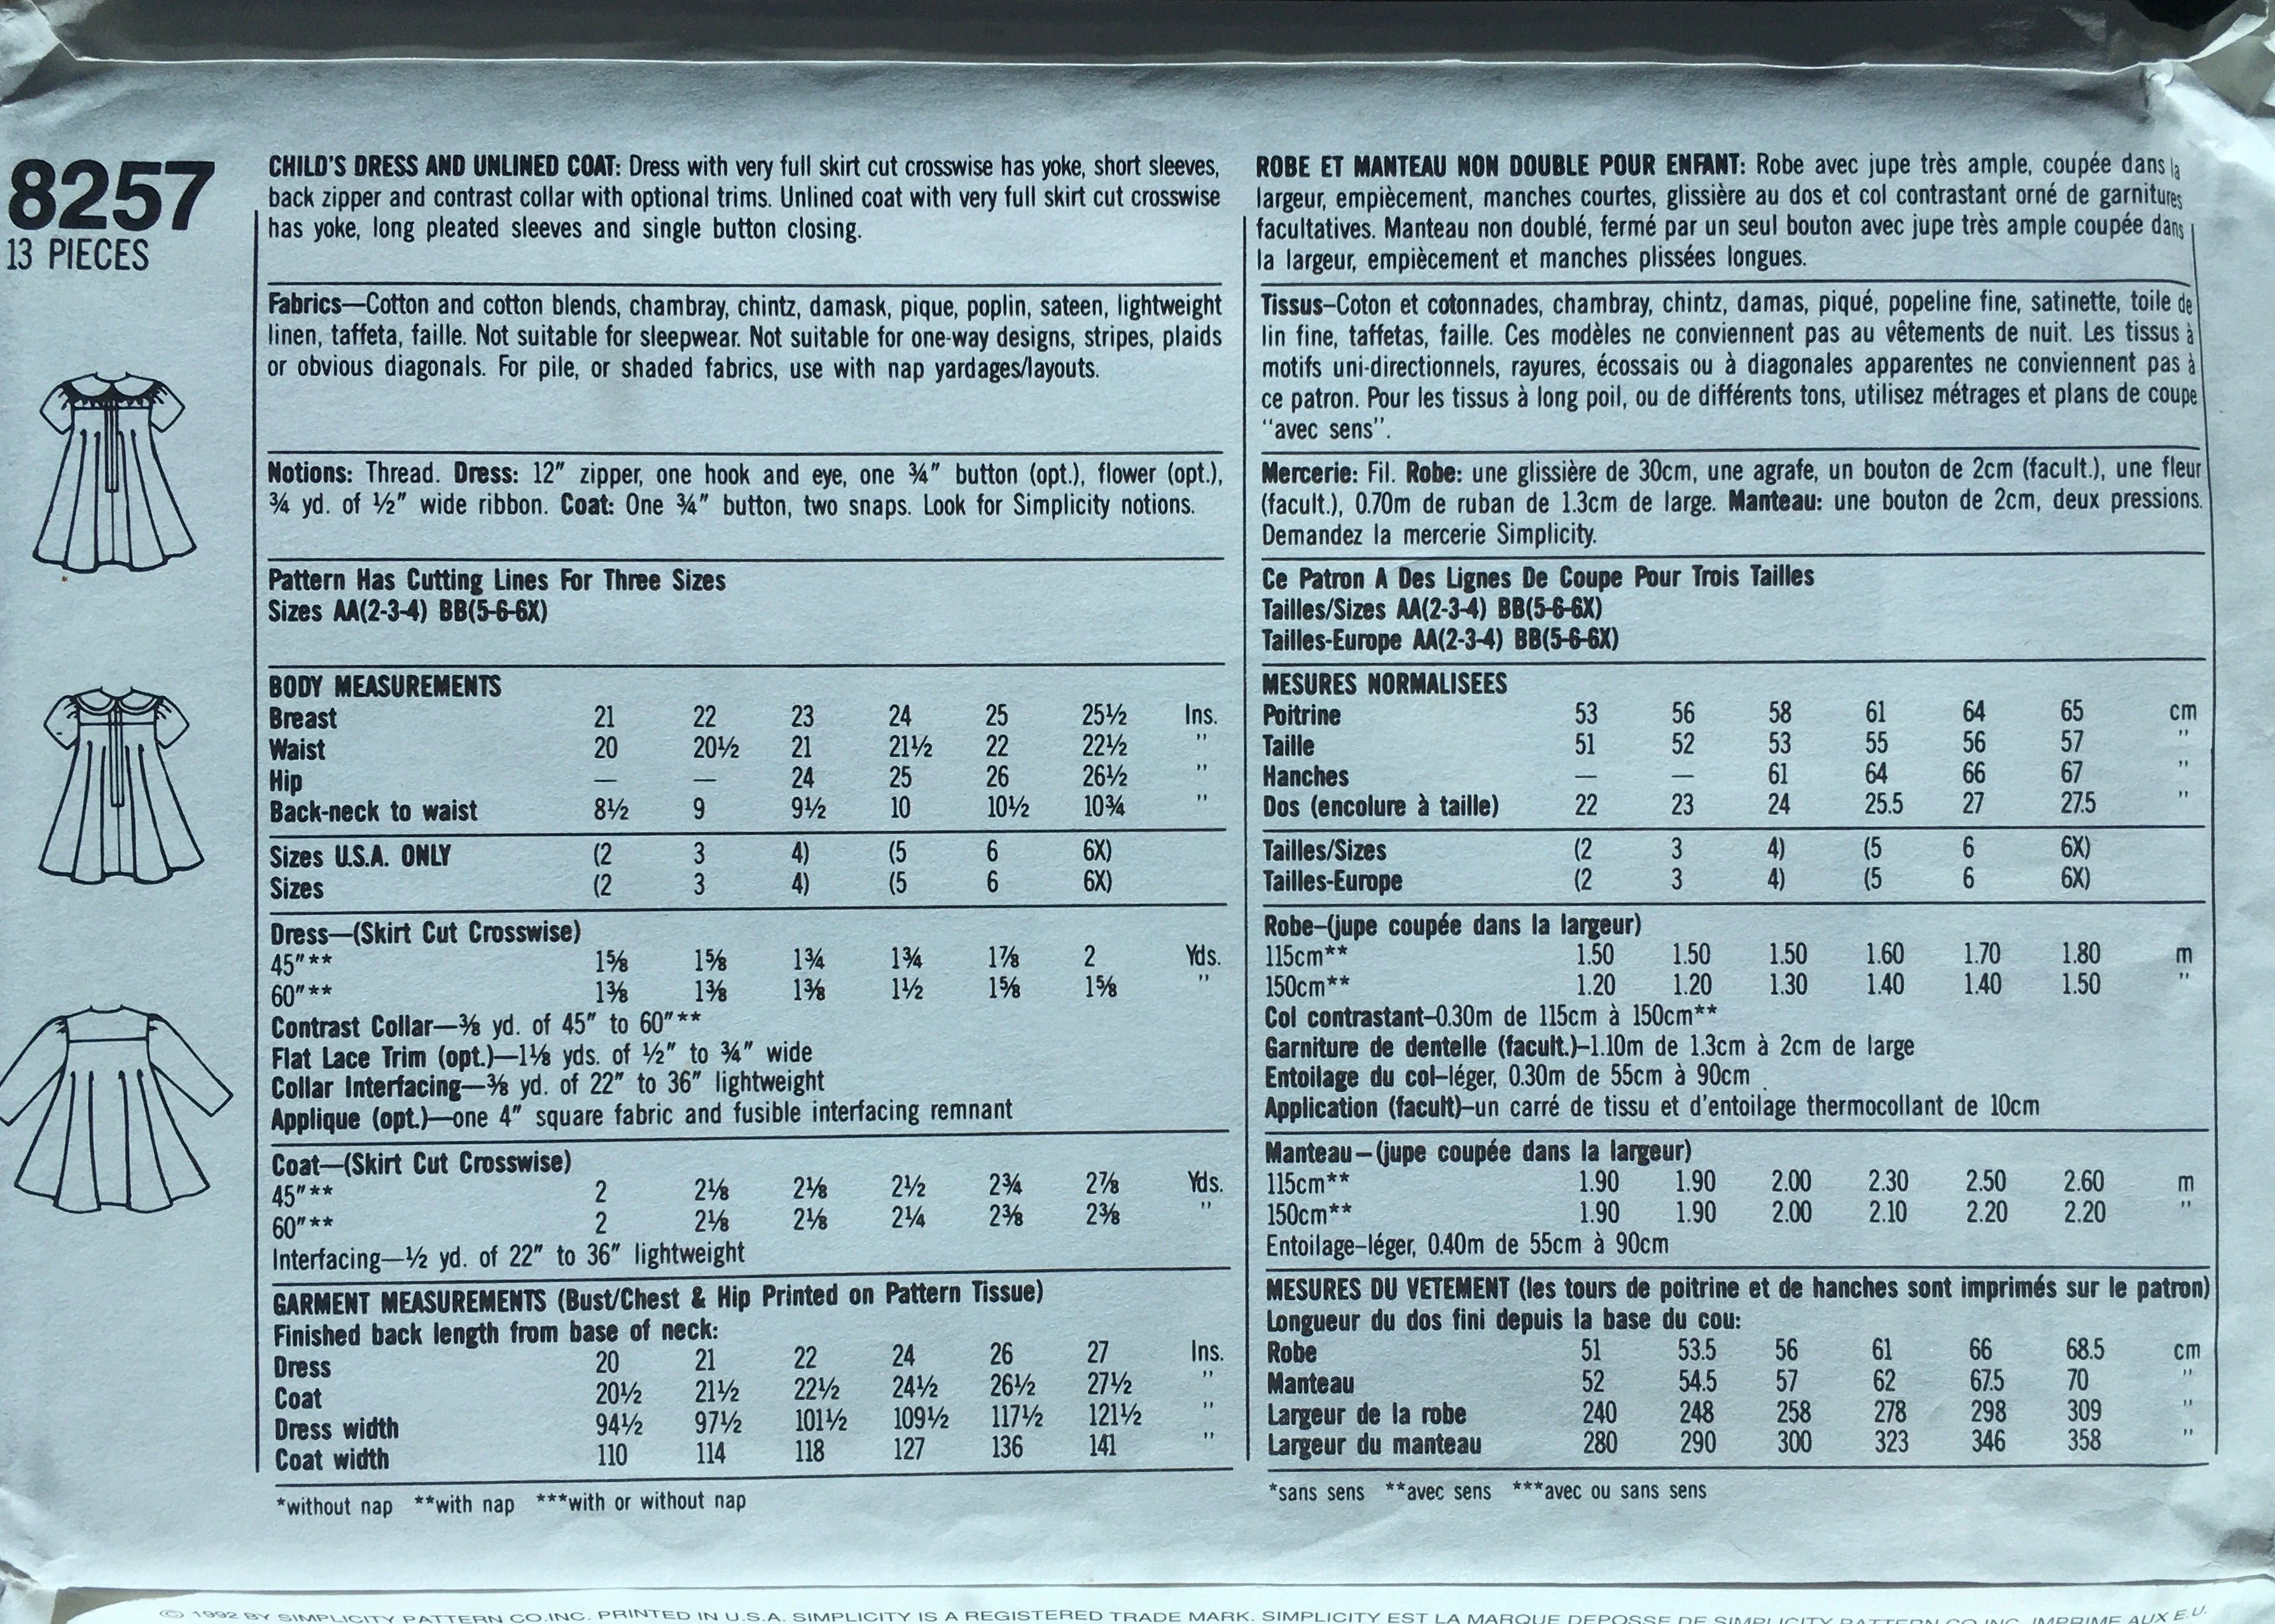 8257
13 PIECES
CHILD'S DRESS AND UNLINED COAT: Dress with very full skirt cut crosswise has yoke, short sleeves,
back zipper and contrast collar with optional trims. Unlined coat with very full skirt cut crosswise
has yoke, long pleated sleeves and single button closing.
Fabrics—Cotton and cotton blends, chambray, chintz, damask, pique, poplin, sateen, lightweight
linen, taffeta, faille. Not suitable for sleepwear. Not suitable for one-way designs, stripes, plaids
or obvious diagonals. For pile, or shaded fabrics, use with nap yardages/layouts.
Notions: Thread. Dress: 12″ zipper, one hook and eye, one ¾″ button (opt.), flower (opt.),
¾ yd. of ½″ wide ribbon. Coat: One ¾″ button, two snaps. Look for Simplicity notions.
Pattern Has Cutting Lines For Three Sizes
Sizes AA(2-3-4) BB(5-6-6X)
BODY MEASUREMENTS
Breast 21 22 23 24 25 25½ Ins.
Waist 20 20½ 21 21½ 22 22½ ″
Hip — — 24 25 26 26½ ″
Back-neck to waist 8½ 9 9½ 10 10½ 10¾ ″
Sizes U.S.A. ONLY (2 3 4) (5 6 6X)
Sizes (2 3 4) (5 6 6X)
Dress—(Skirt Cut Crosswise)
45″** 1⅝ 1⅝ 1¾ 1¾ 1⅞ 2 Yds.
60″** 1⅜ 1⅜ 1⅜ 1½ 1⅝ 1⅝ ″
Contrast Collar—⅜ yd. of 45″ to 60″**
Flat Lace Trim (opt.)—1⅛ yds. of ½″ to ¾″ wide
Collar Interfacing—⅜ yd. of 22″ to 36″ lightweight
Applique (opt.)—one 4″ square fabric and fusible interfacing remnant
Coat—(Skirt Cut Crosswise)
45″** 2 2⅛ 2⅛ 2½ 2¾ 2⅞ Yds.
60″** 2 2⅛ 2⅛ 2¼ 2⅜ 2⅜ ″
Interfacing—½ yd. of 22″ to 36″ lightweight
GARMENT MEASUREMENTS (Bust/Chest & Hip Printed on Pattern Tissue)
Finished back length from base of neck:
Dress 20 21 22 24 26 27 Ins.
Coat 20½ 21½ 22½ 24½ 26½ 27½ ″
Dress width 94½ 97½ 101½ 109½ 117½ 121½ ″
Coat width 110 114 118 127 136 141 ″
*without nap **with nap ***with or without nap
ROBE ET MANTEAU NON DOUBLE POUR ENFANT: Robe avec jupe très ample, coupée dans la
largeur, empiècement, manches courtes, glissière au dos et col contrastant orné de garnitures
facultatives. Manteau non doublé, fermé par un seul bouton avec jupe très ample coupée dans
la largeur, empiècement et manches plissées longues.
Tissus–Coton et cotonnades, chambray, chintz, damas, piqué, popeline fine, satinette, toile de
lin fine, taffetas, faille. Ces modèles ne conviennent pas au vêtements de nuit. Les tissus à
motifs uni-directionnels, rayures, écossais ou à diagonales apparentes ne conviennent pas à
ce patron. Pour les tissus à long poil, ou de différents tons, utilisez métrages et plans de coupe
“avec sens”.
Mercerie: Fil. Robe: une glissière de 30cm, une agrafe, un bouton de 2cm (facult.), une fleur
(facult.), 0.70m de ruban de 1.3cm de large. Manteau: une bouton de 2cm, deux pressions.
Demandez la mercerie Simplicity.
Ce Patron A Des Lignes De Coupe Pour Trois Tailles
Tailles/Sizes AA(2-3-4) BB(5-6-6X)
Tailles-Europe AA(2-3-4) BB(5-6-6X)
MESURES NORMALISEES
Poitrine 53 56 58 61 64 65 cm
Taille 51 52 53 55 56 57 ″
Hanches — — 61 64 66 67 ″
Dos (encolure à taille) 22 23 24 25.5 27 27.5 ″
Tailles/Sizes (2 3 4) (5 6 6X)
Tailles-Europe (2 3 4) (5 6 6X)
Robe–(jupe coupée dans la largeur)
115cm** 1.50 1.50 1.50 1.60 1.70 1.80 m
150cm** 1.20 1.20 1.30 1.40 1.40 1.50 ″
Col contrastant–0.30m de 115cm à 150cm**
Garniture de dentelle (facult.)–1.10m de 1.3cm à 2cm de large
Entoilage du col–léger, 0.30m de 55cm à 90cm
Application (facult)–un carré de tissu et d'entoilage thermocollant de 10cm
Manteau–(jupe coupée dans la largeur)
115cm** 1.90 1.90 2.00 2.30 2.50 2.60 m
150cm** 1.90 1.90 2.00 2.10 2.20 2.20 ″
Entoilage–léger, 0.40m de 55cm à 90cm
MESURES DU VETEMENT (les tours de poitrine et de hanches sont imprimés sur le patron)
Longueur du dos fini depuis la base du cou:
Robe 51 53.5 56 61 66 68.5 cm
Manteau 52 54.5 57 62 67.5 70 ″
Largeur de la robe 240 248 258 278 298 309 ″
Largeur du manteau 280 290 300 323 346 358 ″
*sans sens **avec sens ***avec ou sans sens
© 1992 BY SIMPLICITY PATTERN CO.INC. PRINTED IN U.S.A. SIMPLICITY IS A REGISTERED TRADE MARK. SIMPLICITY EST LA MARQUE DEPOSSE DE SIMPLICITY PATTERN CO INC. IMPRIME AUX E.U.